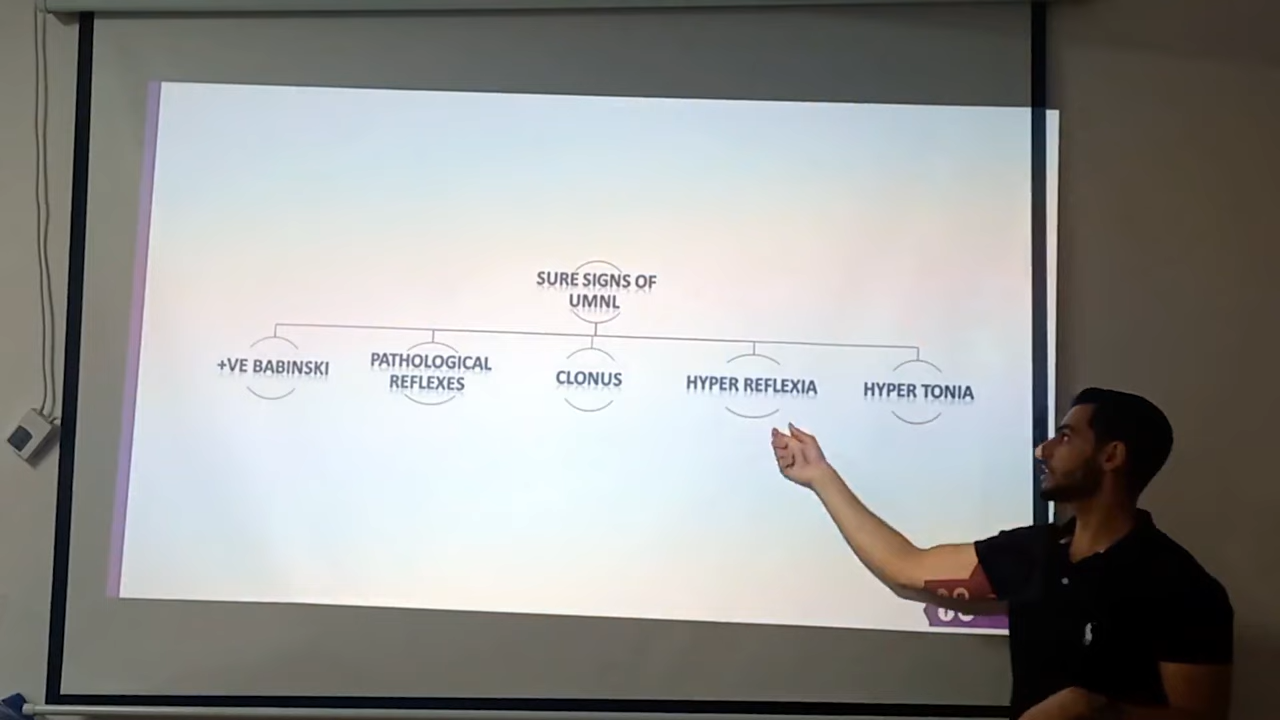 SURE SIGNS OF
UMNL
+VE BABINSKI
PATHOLOGICAL
REFLEXES
CLONUS
HYPER REFLEXIA
HYPER TONIA